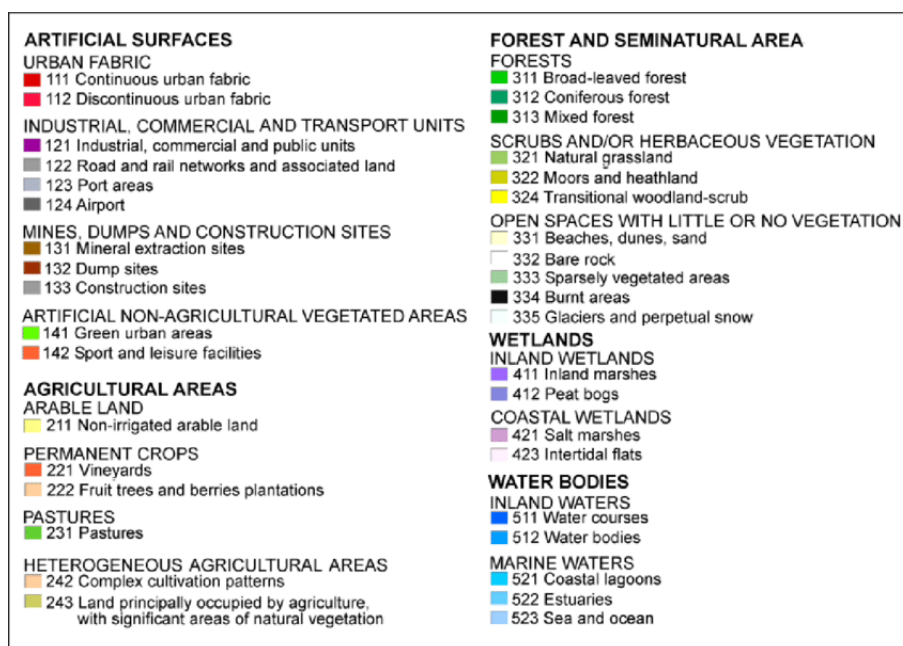 ARTIFICIAL SURFACES
URBAN FABRIC
111 Continuous urban fabric
112 Discontinuous urban fabric
INDUSTRIAL, COMMERCIAL AND TRANSPORT UNITS
121 Industrial, commercial and public units
122 Road and rail networks and associated land
123 Port areas
124 Airport
MINES, DUMPS AND CONSTRUCTION SITES
131 Mineral extraction sites
132 Dump sites
133 Construction sites
ARTIFICIAL NON-AGRICULTURAL VEGETATED AREAS
141 Green urban areas
142 Sport and leisure facilities
AGRICULTURAL AREAS
ARABLE LAND
211 Non-irrigated arable land
PERMANENT CROPS
221 Vineyards
222 Fruit trees and berries plantations
PASTURES
231 Pastures
HETEROGENEOUS AGRICULTURAL AREAS
242 Complex cultivation patterns
243 Land principally occupied by agriculture,
with significant areas of natural vegetation
FOREST AND SEMINATURAL AREA
FORESTS
311 Broad-leaved forest
312 Coniferous forest
313 Mixed forest
SCRUBS AND/OR HERBACEOUS VEGETATION
321 Natural grassland
322 Moors and heathland
324 Transitional woodland-scrub
OPEN SPACES WITH LITTLE OR NO VEGETATION
331 Beaches, dunes, sand
332 Bare rock
333 Sparsely vegetated areas
334 Burnt areas
335 Glaciers and perpetual snow
WETLANDS
INLAND WETLANDS
411 Inland marshes
412 Peat bogs
COASTAL WETLANDS
421 Salt marshes
423 Intertidal flats
WATER BODIES
INLAND WATERS
511 Water courses
512 Water bodies
MARINE WATERS
521 Coastal lagoons
522 Estuaries
523 Sea and ocean